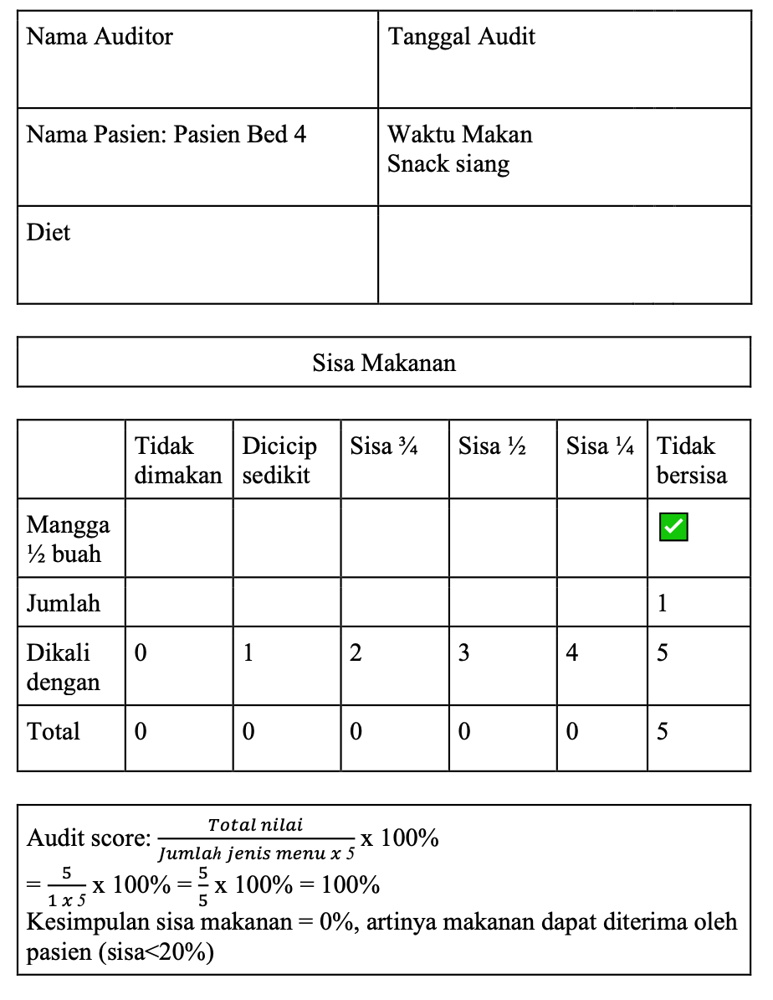 Nama Auditor
Tanggal Audit
Nama Pasien: Pasien Bed 4
Waktu Makan
Snack siang
Diet
Sisa Makanan
Tidak dimakan
Dicicip sedikit
Sisa ¾
Sisa ½
Sisa ¼
Tidak bersisa
Mangga ½ buah
✅
Jumlah
1
Dikali dengan
0 1 2 3 4 5
Total
0 0 0 0 0 5
Audit score: Total nilai / Jumlah jenis menu x 5 x 100%
= 5 / 1 x 5 x 100% = 5 / 5 x 100% = 100%
Kesimpulan sisa makanan = 0%, artinya makanan dapat diterima oleh
pasien (sisa<20%)